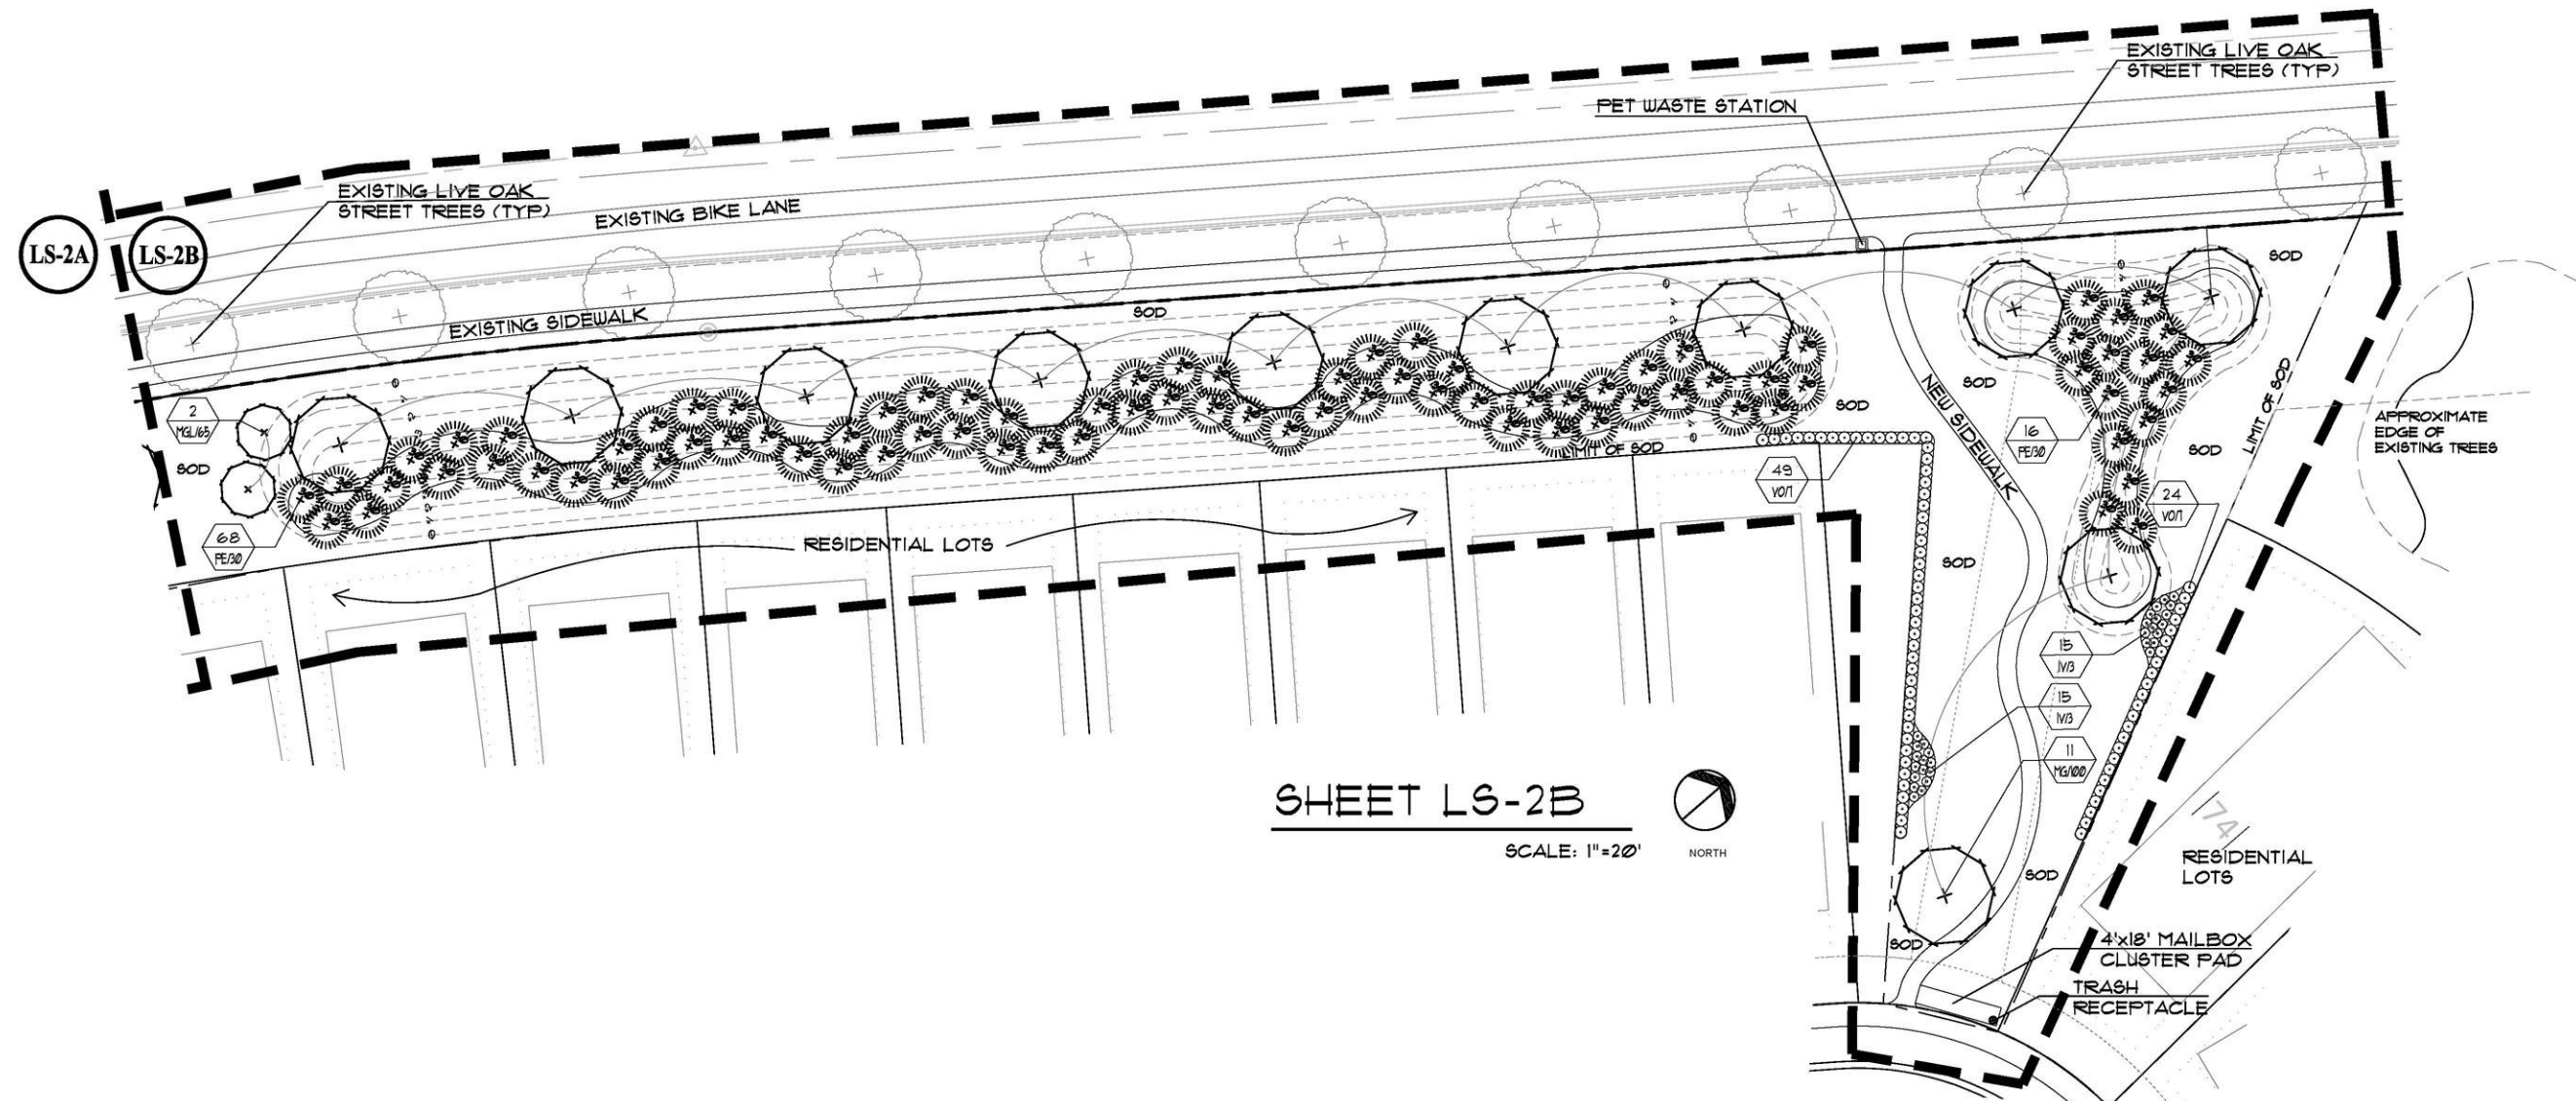 EXISTING LIVE OAK
STREET TREES (TYP)
PET WASTE STATION
EXISTING LIVE OAK
STREET TREES (TYP)
EXISTING BIKE LANE
LS-2A
LS-2B
EXISTING SIDEWALK
SOD
SOD
SOD
SOD
SOD
SOD
LIMIT OF SOD
NEW SIDEWALK
LIMIT OF SOD
2
MGL/65
68
PE/30
49
VO/7
16
PE/30
24
VO/7
APPROXIMATE
EDGE OF
EXISTING TREES
RESIDENTIAL LOTS
SOD
15
IV/3
15
IV/3
11
MG/100
SHEET LS-2B
SCALE: 1"=20'
NORTH
74
RESIDENTIAL
LOTS
SOD
SOD
4'x18' MAILBOX
CLUSTER PAD
TRASH
RECEPTACLE